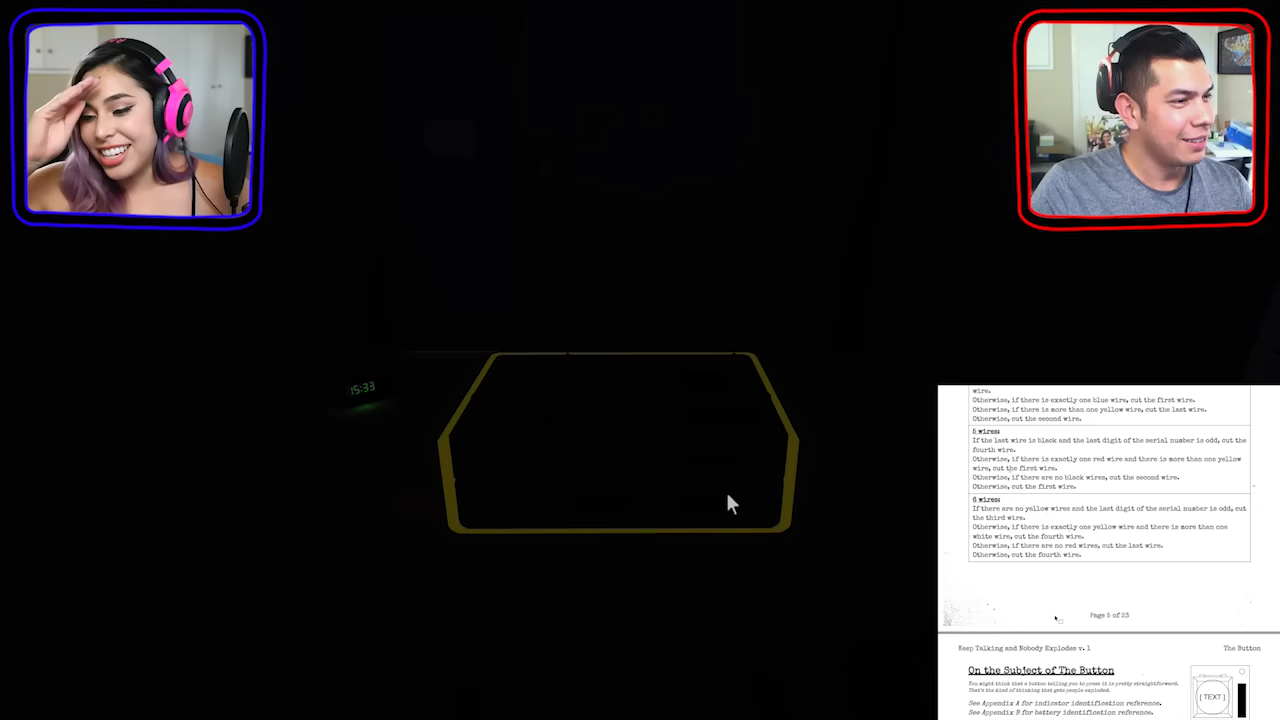 15:33
wire.
Otherwise, if there is exactly one blue wire, cut the first wire.
Otherwise, if there is more than one yellow wire, cut the last wire.
Otherwise, cut the second wire.
5 wires:
If the last wire is black and the last digit of the serial number is odd, cut the
fourth wire.
Otherwise, if there is exactly one red wire and there is more than one yellow
wire, cut the first wire.
Otherwise, if there are no black wires, cut the second wire.
Otherwise, cut the first wire.
6 wires:
If there are no yellow wires and the last digit of the serial number is odd, cut
the third wire.
Otherwise, if there is exactly one yellow wire and there is more than one
white wire, cut the fourth wire.
Otherwise, if there are no red wires, cut the last wire.
Otherwise, cut the fourth wire.
Page 5 of 23
Keep Talking and Nobody Explodes v. 1
The Button
On the Subject of The Button
You might think that a button telling you to press it is pretty straightforward.
That's the kind of thinking that gets people exploded.
See Appendix A for indicator identification reference.
See Appendix B for battery identification reference.
[TEXT]